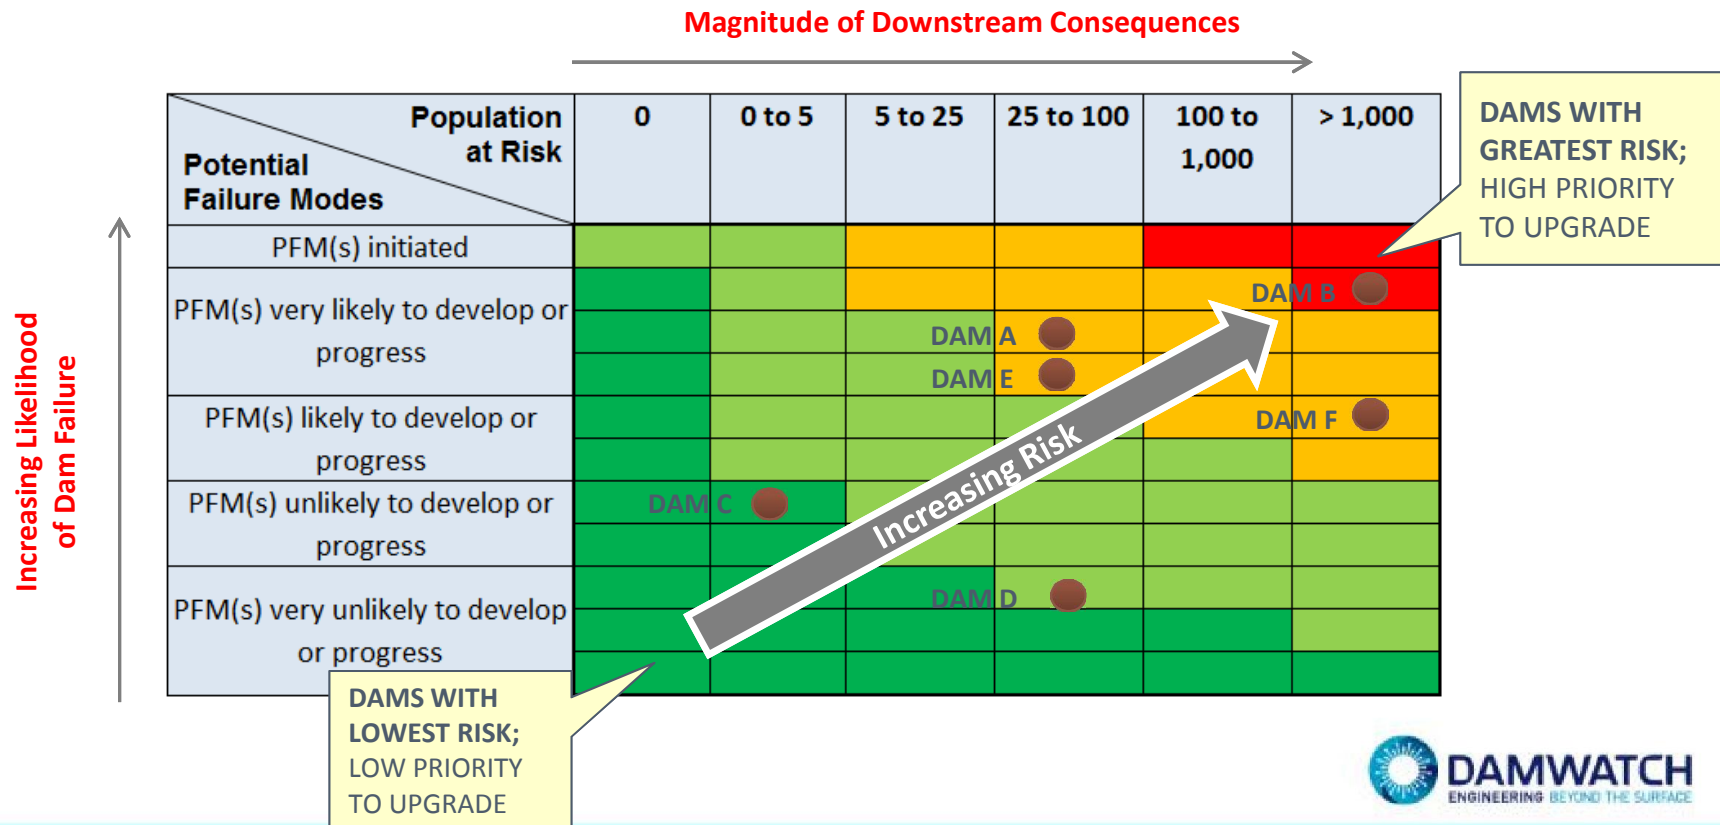 Magnitude of Downstream Consequences
Population
at Risk
Potential
Failure Modes
0
0 to 5
5 to 25
25 to 100
100 to
1,000
> 1,000
DAMS WITH
GREATEST RISK;
HIGH PRIORITY
TO UPGRADE
Increasing Likelihood
of Dam Failure
PFM(s) initiated
PFM(s) very likely to develop or
progress
PFM(s) likely to develop or
progress
PFM(s) unlikely to develop or
progress
PFM(s) very unlikely to develop
or progress
DAM B
DAM A
DAM E
DAM F
DAM C
DAM D
Increasing Risk
DAMS WITH
LOWEST RISK;
LOW PRIORITY
TO UPGRADE
DAMWATCH
ENGINEERING BEYOND THE SURFACE